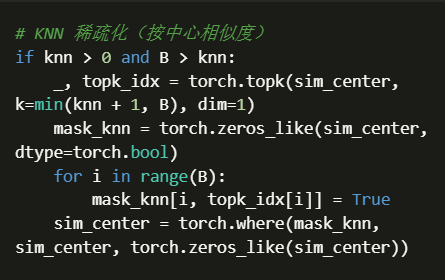 # KNN 稀疏化（按中心相似度）
if knn > 0 and B > knn:
    _, topk_idx = torch.topk(sim_center,
k=min(knn + 1, B), dim=1)
    mask_knn = torch.zeros_like(sim_center,
dtype=torch.bool)
    for i in range(B):
        mask_knn[i, topk_idx[i]] = True
    sim_center = torch.where(mask_knn,
sim_center, torch.zeros_like(sim_center))